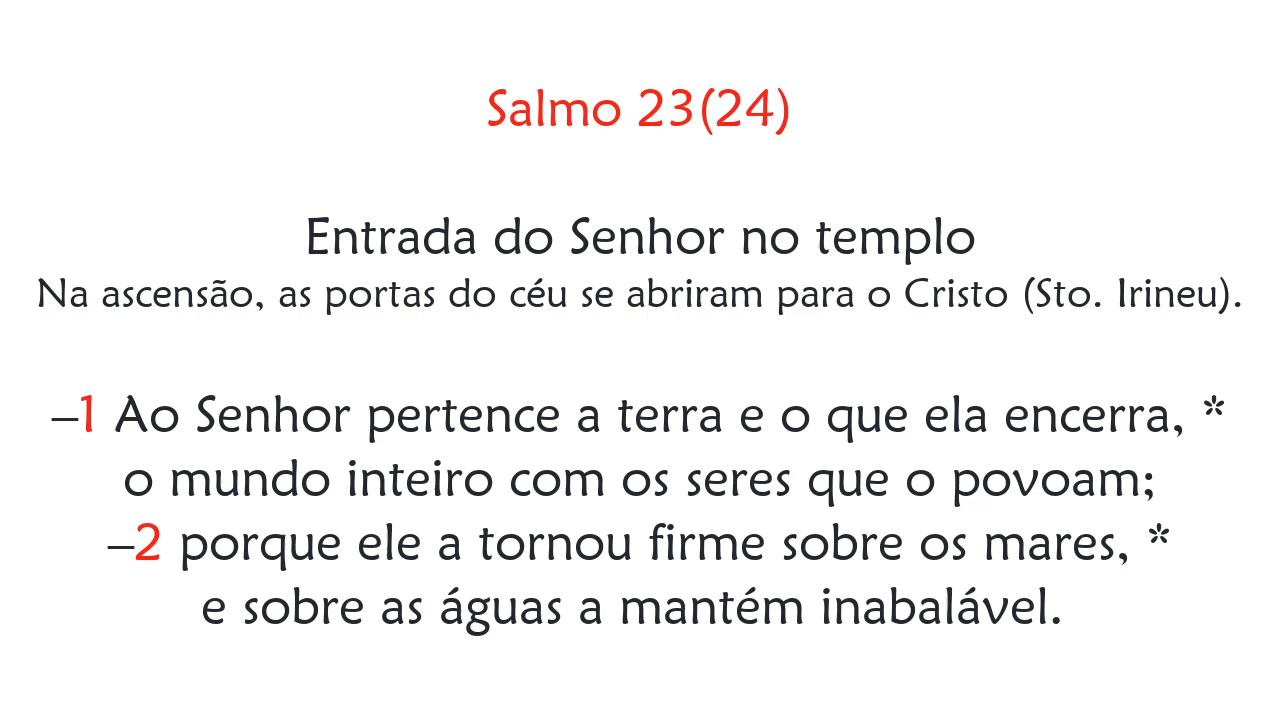 Salmo 23(24)
Entrada do Senhor no templo
Na ascensão, as portas do céu se abriram para o Cristo (Sto. Irineu).
–1 Ao Senhor pertence a terra e o que ela encerra, *
o mundo inteiro com os seres que o povoam;
–2 porque ele a tornou firme sobre os mares, *
e sobre as águas a mantém inabalável.